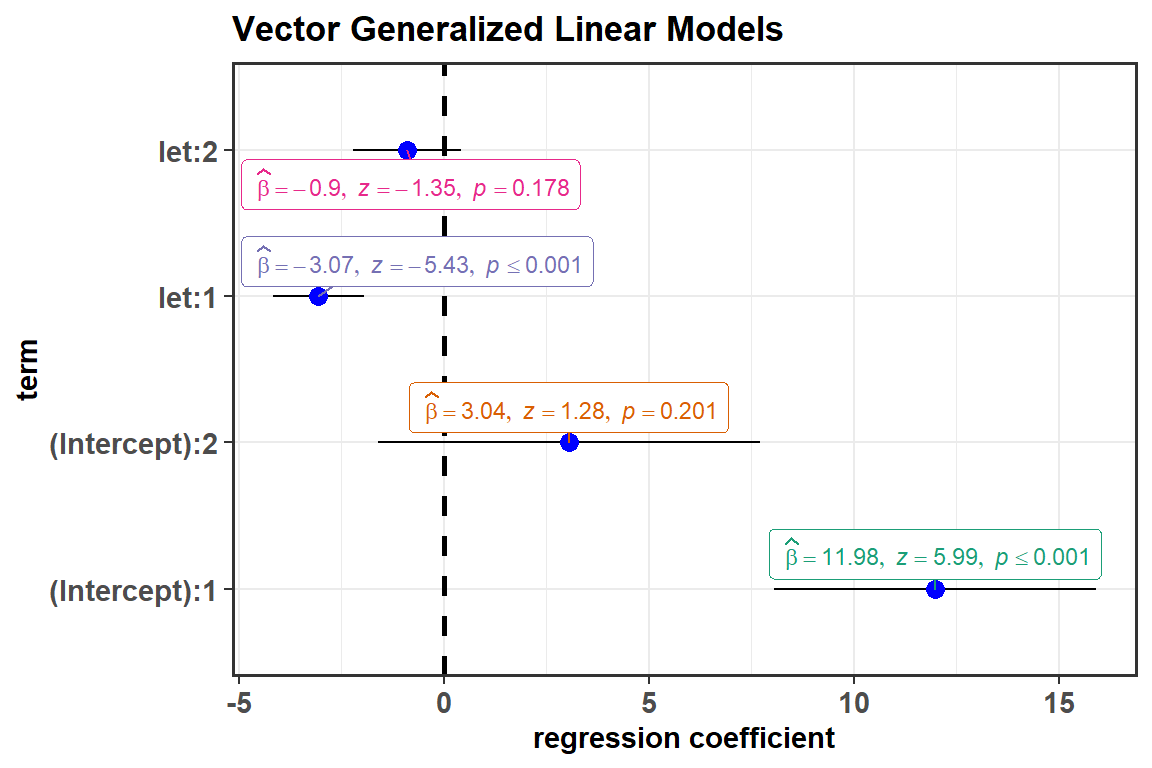 Vector Generalized Linear Models
let:2
β̂ = −0.9, z = −1.35, p = 0.178
β̂ = −3.07, z = −5.43, p ≤ 0.001
let:1
term
β̂ = 3.04, z = 1.28, p = 0.201
(Intercept):2
β̂ = 11.98, z = 5.99, p ≤ 0.001
(Intercept):1
-5 0 5 10 15
regression coefficient